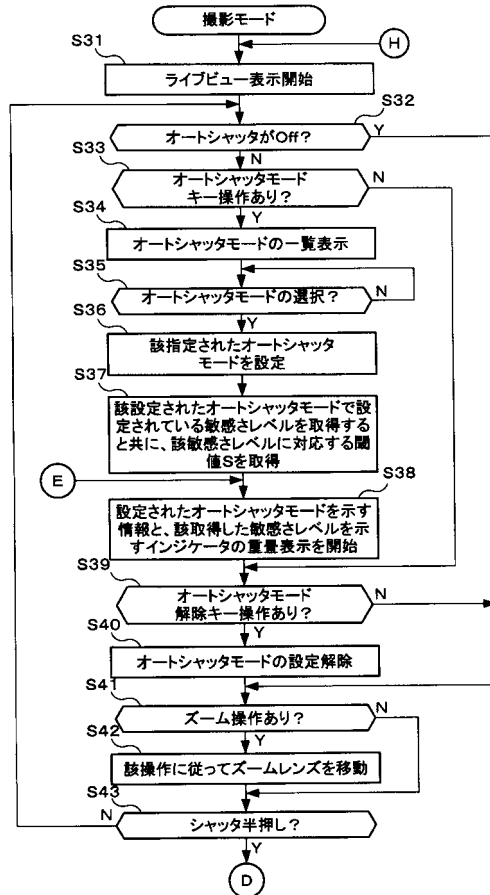 撮影モード
H
S31
ライブビュー表示開始
S32
オートシャッタがOff?
Y
S33
N
オートシャッタモード
キー操作あり?
N
S34
Y
オートシャッタモードの一覧表示
S35
オートシャッタモードの選択?
N
S36
Y
該指定されたオートシャッタ
モードを設定
S37
該設定されたオートシャッタモードで設
定されている敏感さレベルを取得する
と共に、該敏感さレベルに対応する閾
値Sを取得
E
S38
設定されたオートシャッタモードを示す
情報と、該取得した敏感さレベルを示
すインジケータの重畳表示を開始
S39
オートシャッタモード
解除キー操作あり?
N
S40
Y
オートシャッタモードの設定解除
S41
ズーム操作あり?
N
S42
Y
該操作に従ってズームレンズを移動
S43
N
シャッタ半押し?
Y
D